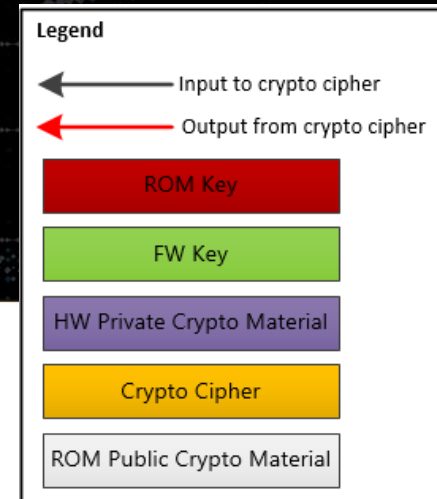 Legend
Input to crypto cipher
Output from crypto cipher
ROM Key
FW Key
HW Private Crypto Material
Crypto Cipher
ROM Public Crypto Material